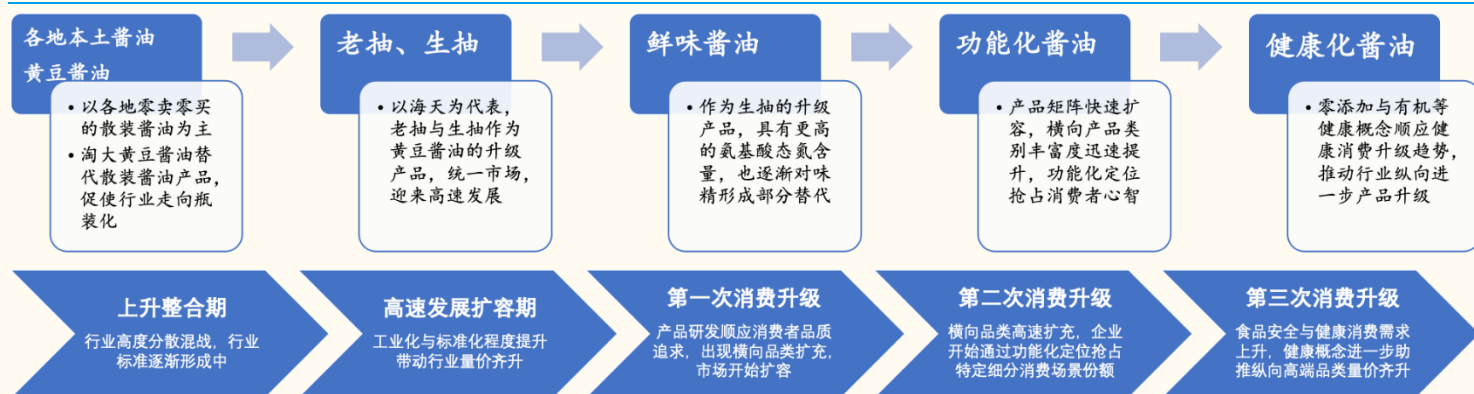 各地本土酱油
黄豆酱油
• 以各地零卖零买
的散装酱油为主
• 淘大黄豆酱油替
代散装酱油产品，
促使行业走向瓶
装化
老抽、生抽
• 以海天为代表，
老抽与生抽作为
黄豆酱油的升级
产品，统一市场，
迎来高速发展
鲜味酱油
• 作为生抽的升级
产品，具有更高
的氨基酸态氮含
量，也逐渐对味
精形成部分替代
功能化酱油
• 产品矩阵快速扩
容，横向产品类
别丰富度迅速提
升，功能化定位
抢占消费者心智
健康化酱油
• 零添加与有机等
健康概念顺应健
康消费升级趋势，
推动行业纵向进
一步产品升级
上升整合期
行业高度分散混战，行业
标准逐渐形成中
高速发展扩容期
工业化与标准化程度提升
带动行业量价齐升
第一次消费升级
产品研发顺应消费者品质
追求，出现横向品类扩充，
市场开始扩容
第二次消费升级
横向品类高速扩充，企业
开始通过功能化定位抢占
特定细分消费场景份额
第三次消费升级
食品安全与健康消费需求
上升，健康概念进一步助
推纵向高端品类量价齐升